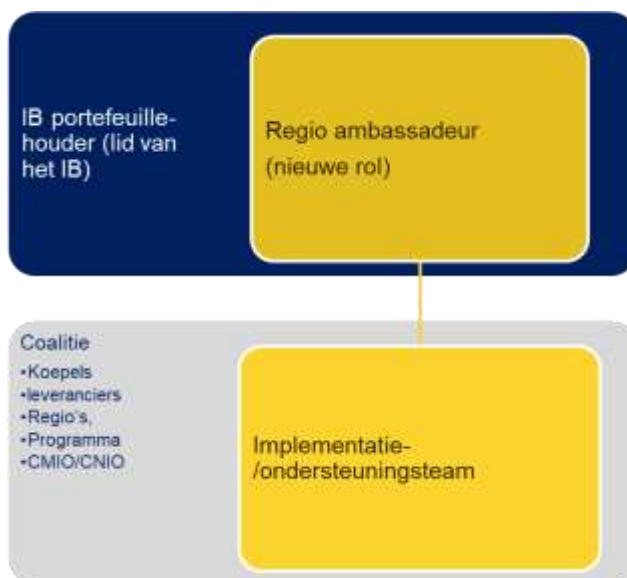 IB portefeuille-
houder (lid van
het IB)
Regio ambassadeur
(nieuwe rol)
Coalitie
•Koepels
•leveranciers
•Regio's,
•Programma
•CMIO/CNIO
Implementatie-
/ondersteuningsteam